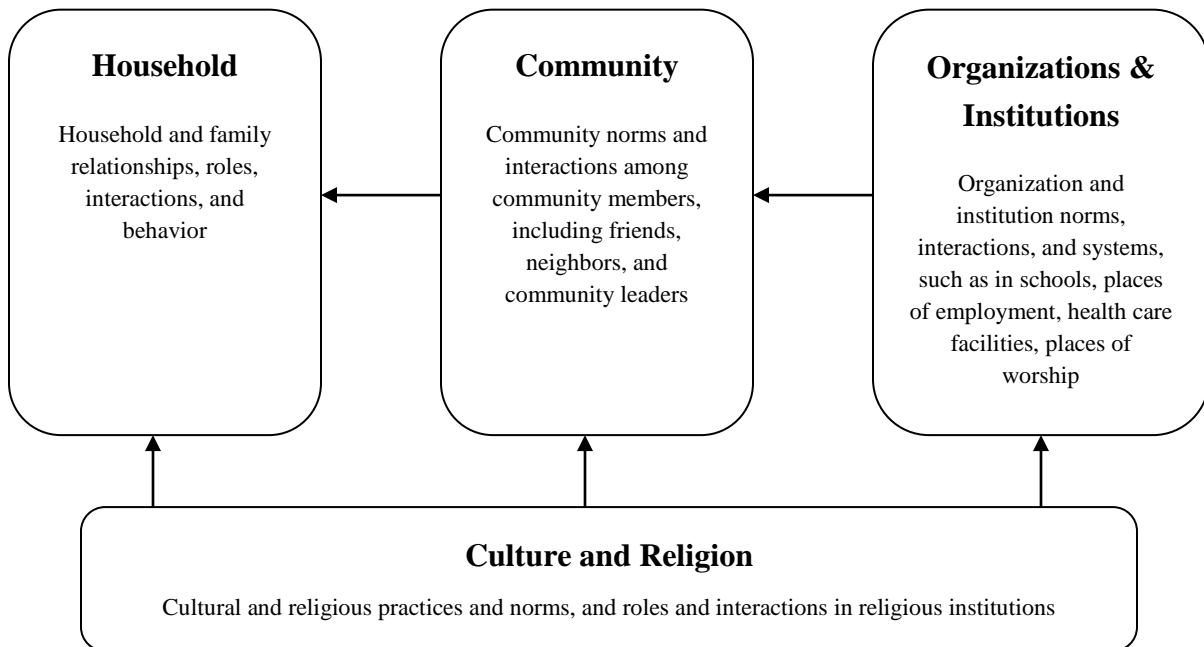 Household
Household and family
relationships, roles,
interactions, and
behavior
Community
Community norms and
interactions among
community members,
including friends,
neighbors, and
community leaders
Organizations &
Institutions
Organization and
institution norms,
interactions, and systems,
such as in schools, places
of employment, health care
facilities, places of
worship
Culture and Religion
Cultural and religious practices and norms, and roles and interactions in religious institutions